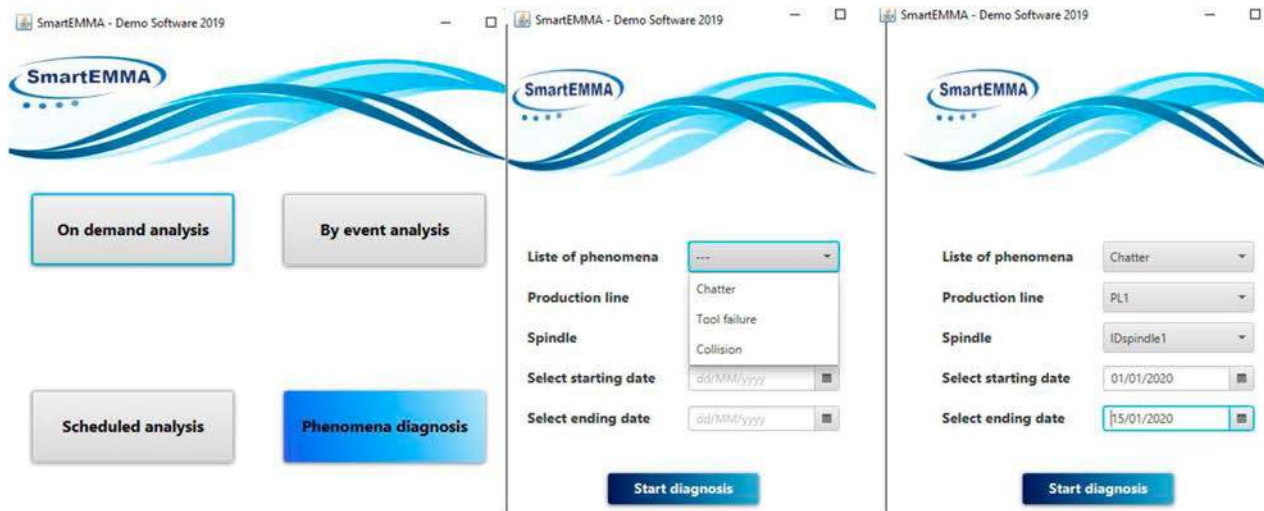 SmartEMMA - Demo Software 2019
SmartEMMA
On demand analysis
By event analysis
Scheduled analysis
Phenomena diagnosis
SmartEMMA - Demo Software 2019
SmartEMMA
Liste of phenomena
---
Chatter
Tool failure
Collision
Production line
Spindle
Select starting date
dd/MM/yyyy
Select ending date
dd/MM/yyyy
Start diagnosis
SmartEMMA - Demo Software 2019
SmartEMMA
Liste of phenomena Chatter
Production line PL1
Spindle IDspindle1
Select starting date 01/01/2020
Select ending date 15/01/2020
Start diagnosis